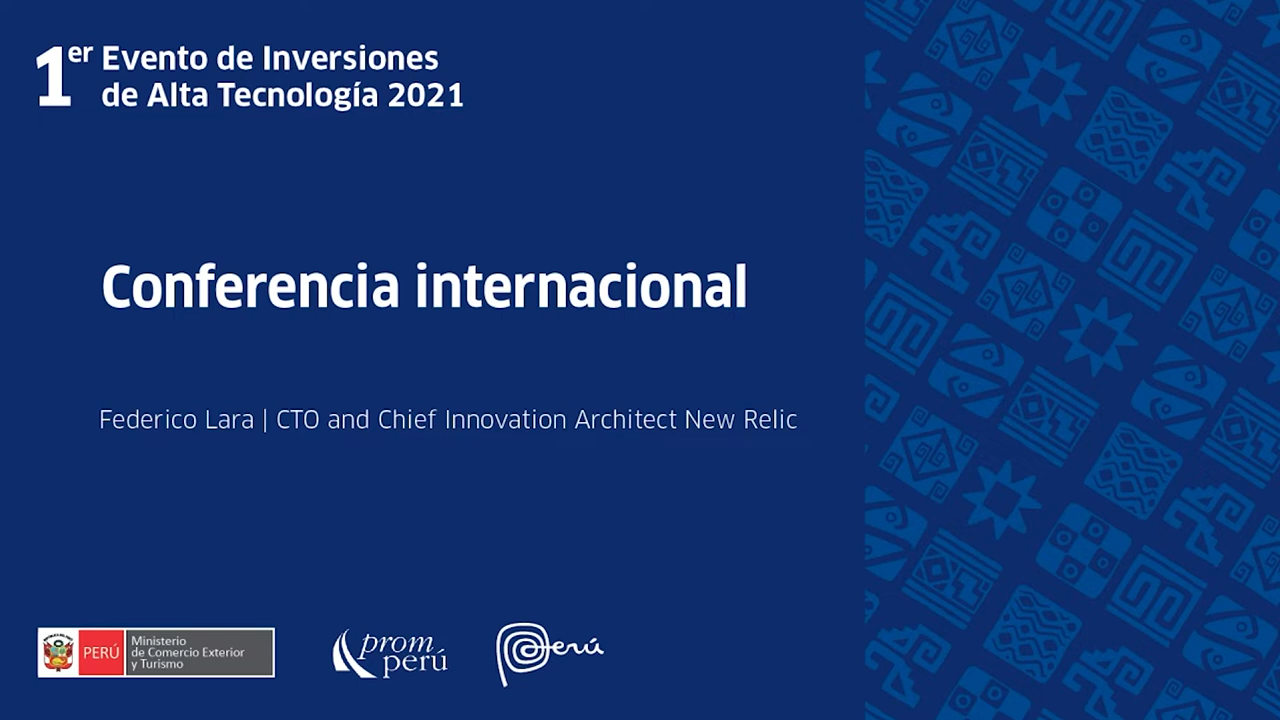 1er Evento de Inversiones
de Alta Tecnología 2021
Conferencia internacional
Federico Lara | CTO and Chief Innovation Architect New Relic
PERÚ
Ministerio
de Comercio Exterior
y Turismo
prom
perú
Perú